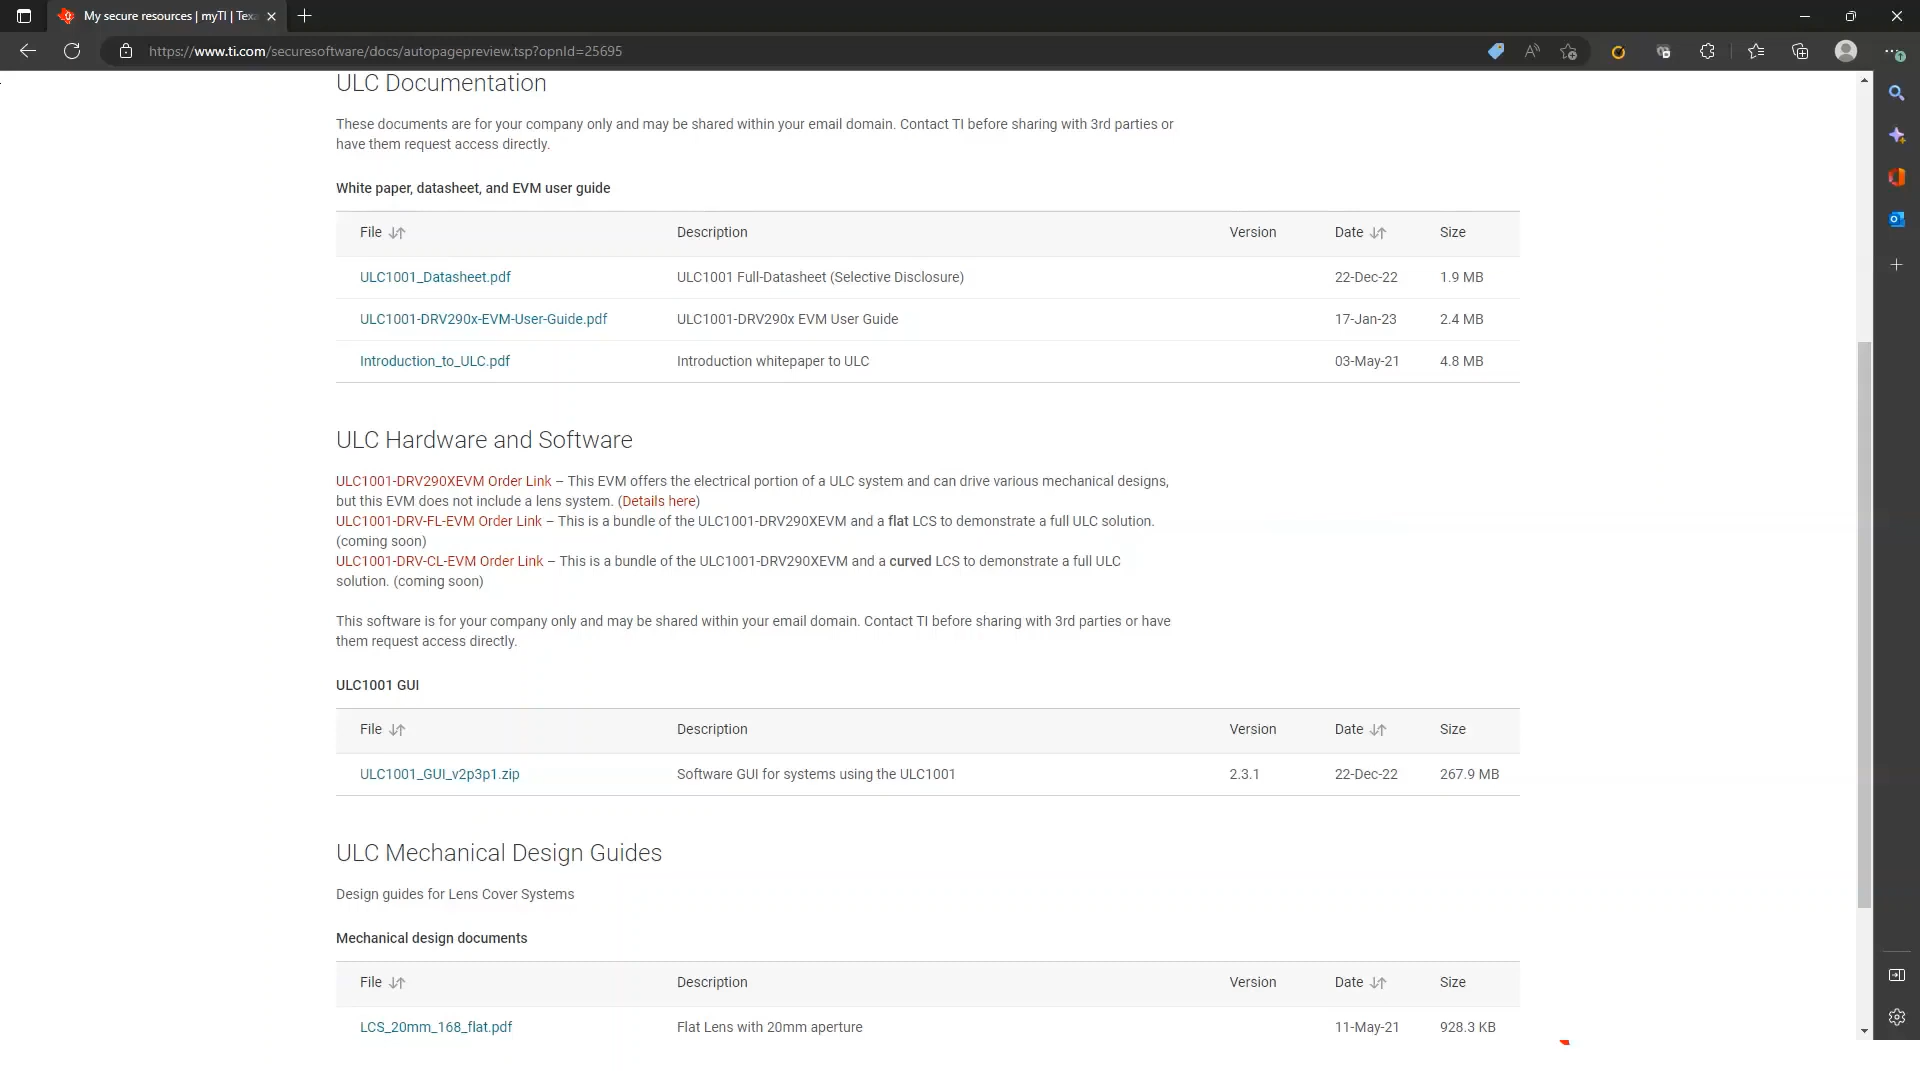 My secure resources | myTI | Texa
https://www.ti.com/securesoftware/docs/autopagepreview.tsp?opnId=25695
ULC Documentation
These documents are for your company only and may be shared within your email domain. Contact TI before sharing with 3rd parties or
have them request access directly.
White paper, datasheet, and EVM user guide
File Description Version Date Size
ULC1001_Datasheet.pdf ULC1001 Full-Datasheet (Selective Disclosure) 22-Dec-22 1.9 MB
ULC1001-DRV290x-EVM-User-Guide.pdf ULC1001-DRV290x EVM User Guide 17-Jan-23 2.4 MB
Introduction_to_ULC.pdf Introduction whitepaper to ULC 03-May-21 4.8 MB
ULC Hardware and Software
ULC1001-DRV290XEVM Order Link – This EVM offers the electrical portion of a ULC system and can drive various mechanical designs,
but this EVM does not include a lens system. (Details here)
ULC1001-DRV-FL-EVM Order Link – This is a bundle of the ULC1001-DRV290XEVM and a flat LCS to demonstrate a full ULC solution.
(coming soon)
ULC1001-DRV-CL-EVM Order Link – This is a bundle of the ULC1001-DRV290XEVM and a curved LCS to demonstrate a full ULC
solution. (coming soon)
This software is for your company only and may be shared within your email domain. Contact TI before sharing with 3rd parties or have
them request access directly.
ULC1001 GUI
File Description Version Date Size
ULC1001_GUI_v2p3p1.zip Software GUI for systems using the ULC1001 2.3.1 22-Dec-22 267.9 MB
ULC Mechanical Design Guides
Design guides for Lens Cover Systems
Mechanical design documents
File Description Version Date Size
LCS_20mm_168_flat.pdf Flat Lens with 20mm aperture 11-May-21 928.3 KB